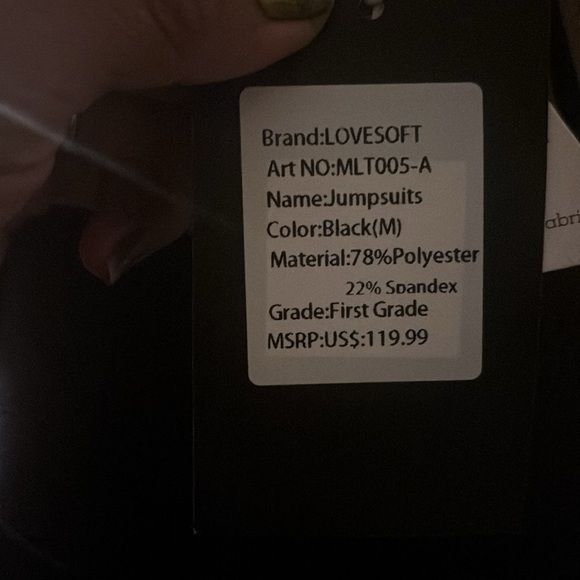 Brand:LOVESOFT
Art NO:MLT005-A
Name:Jumpsuits
Color:Black(M)
Material:78%Polyester
22% Spandex
Grade:First Grade
MSRP:US$:119.99